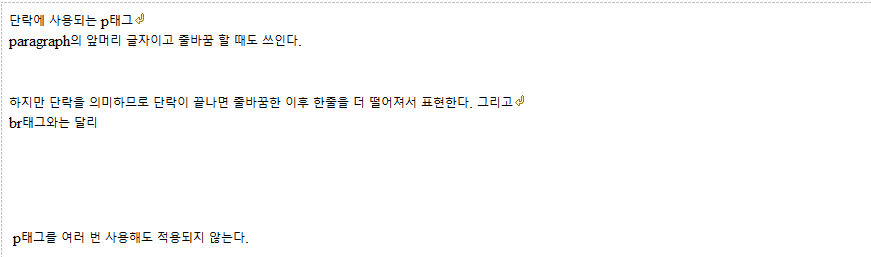 단락에 사용되는 p태그
paragraph의 앞머리 글자이고 줄바꿈 할 때도 쓰인다.
하지만 단락을 의미하므로 단락이 끝나면 줄바꿈한 이후 한줄을 더 떨어져서 표현한다. 그리고
br태그와는 달리
p태그를 여러 번 사용해도 적용되지 않는다.